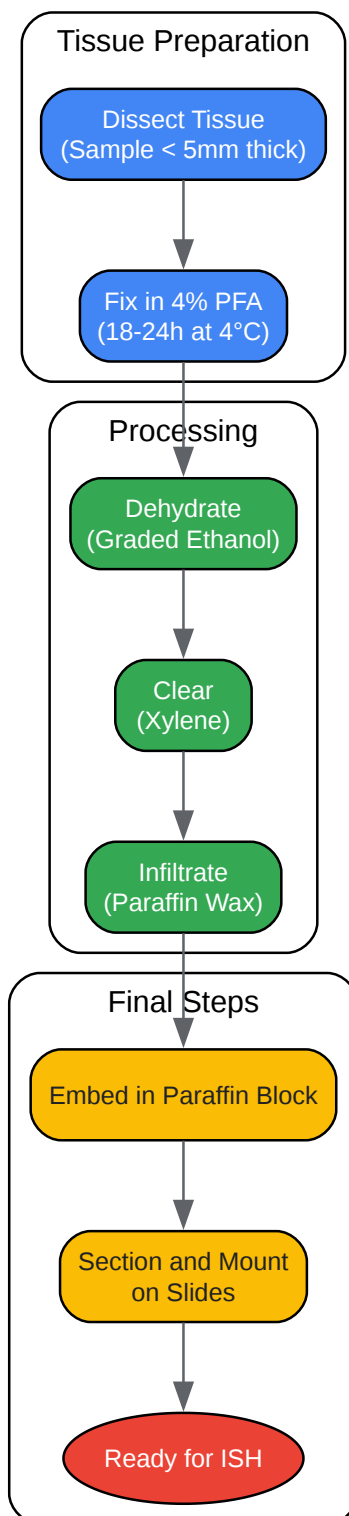 Tissue Preparation
Dissect Tissue
(Sample < 5mm thick)
Fix in 4% PFA
(18-24h at 4°C)
Processing
Dehydrate
(Graded Ethanol)
Clear
(Xylene)
Infiltrate
(Paraffin Wax)
Final Steps
Embed in Paraffin Block
Section and Mount
on Slides
Ready for ISH